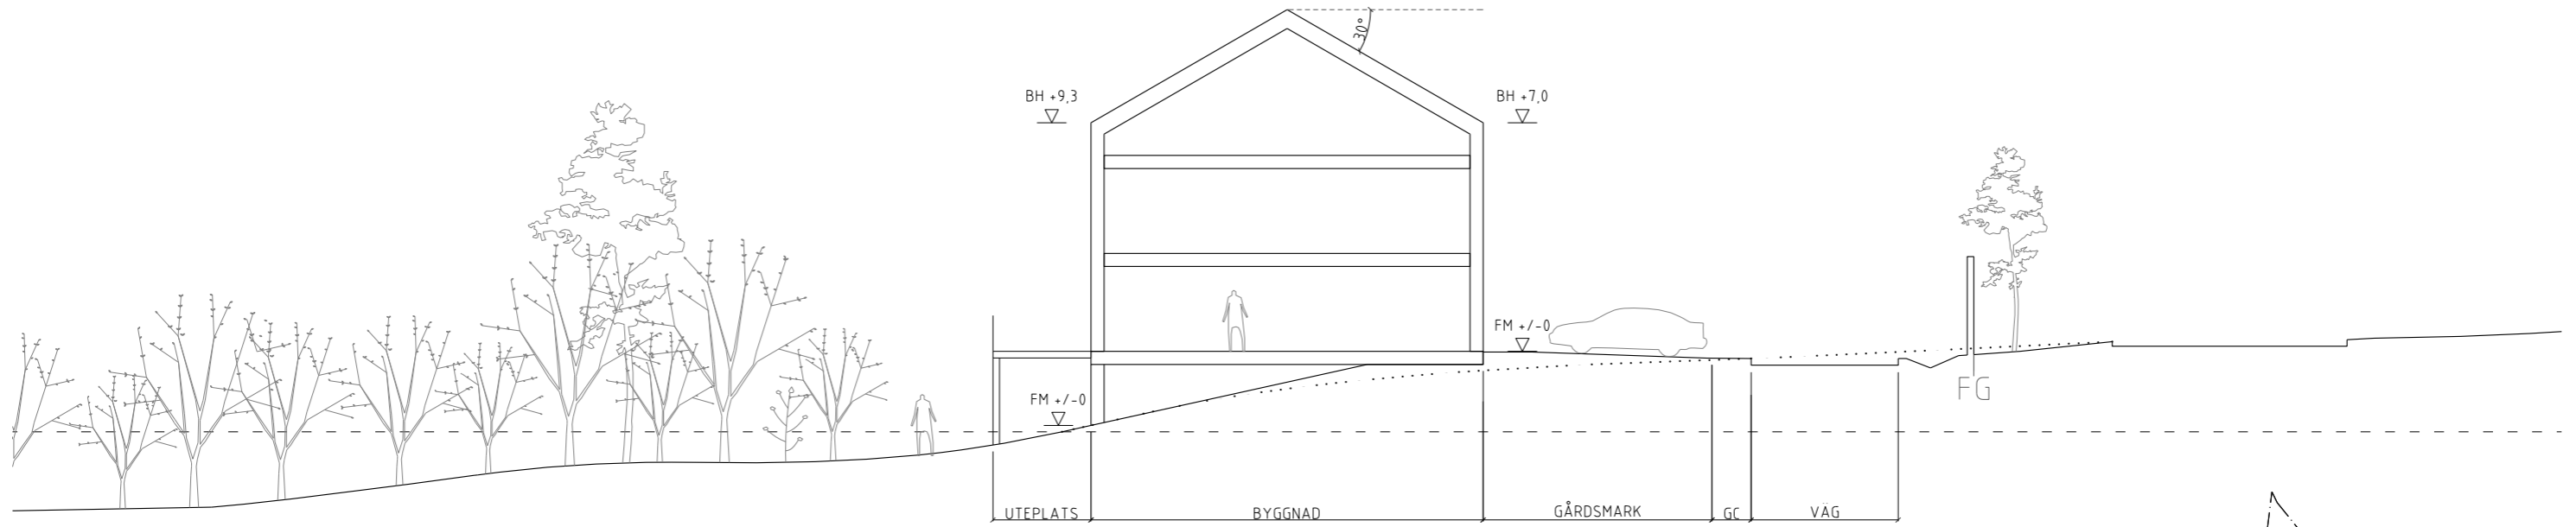 30°
BH +9,3
BH +7,0
FM +/-0
FG
FM +/-0
UTEPLATS
BYGGNAD
GÅRDSMARK
GC
VÄG